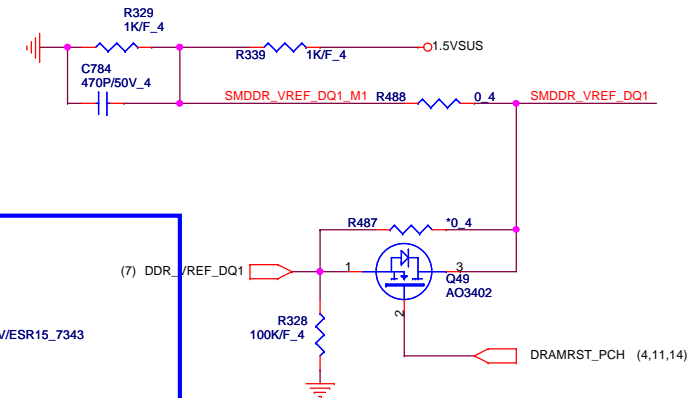 R329
1K/F_4
R339
1K/F_4
1.5VSUS
C784
470P/50V_4
SMDDR_VREF_DQ1_M1
R488
0_4
SMDDR_VREF_DQ1
R487
*0_4
(7) DDR_VREF_DQ1
1
3
Q49
AO3402
2
R328
100K/F_4
V/ESR15_7343
DRAMRST_PCH (4,11,14)